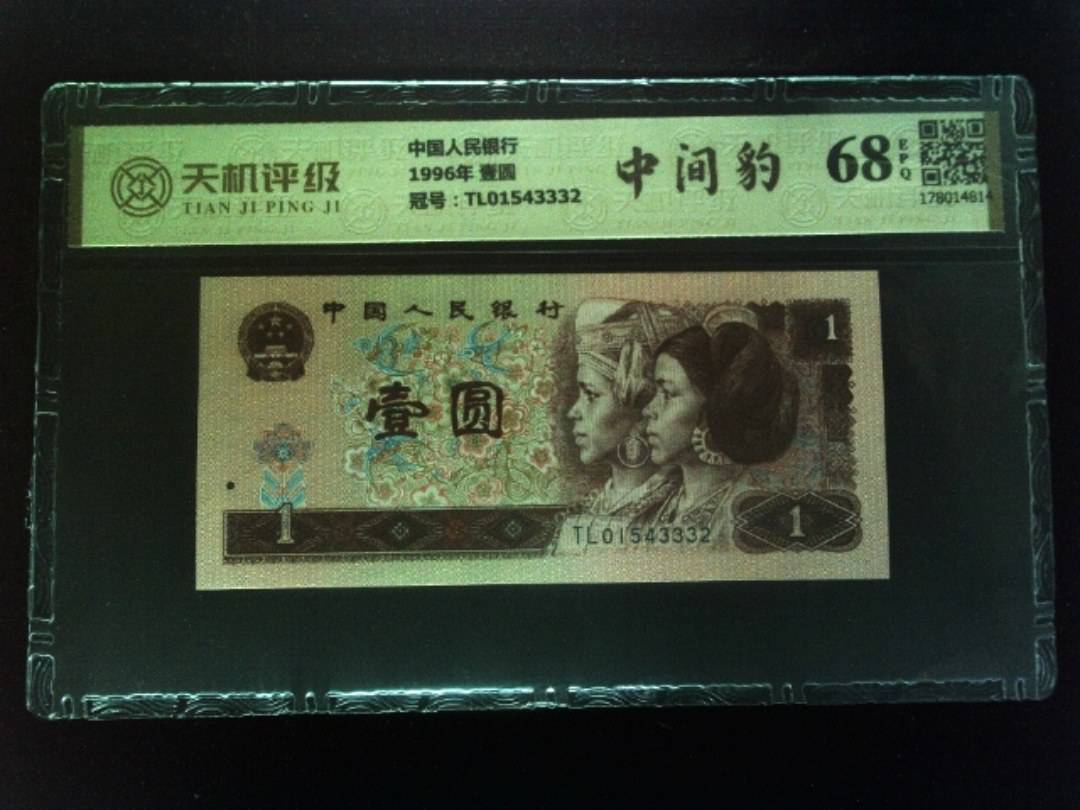 天机评级
TIAN JI PING JI
中国人民银行
1996年 壹圆
冠号：TL01543332
中间豹
68
EPQ
178014814
中国人民银行
壹圆
1
1
TL01543332
1